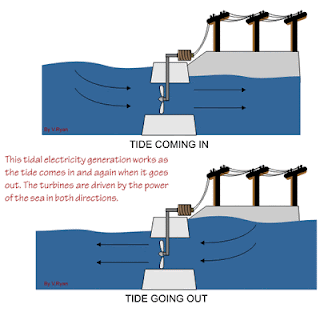 TIDE COMING IN
This tidal electricity generation works as
the tide comes in and again when it goes
out. The turbines are driven by the power
of the sea in both directions.
TIDE GOING OUT